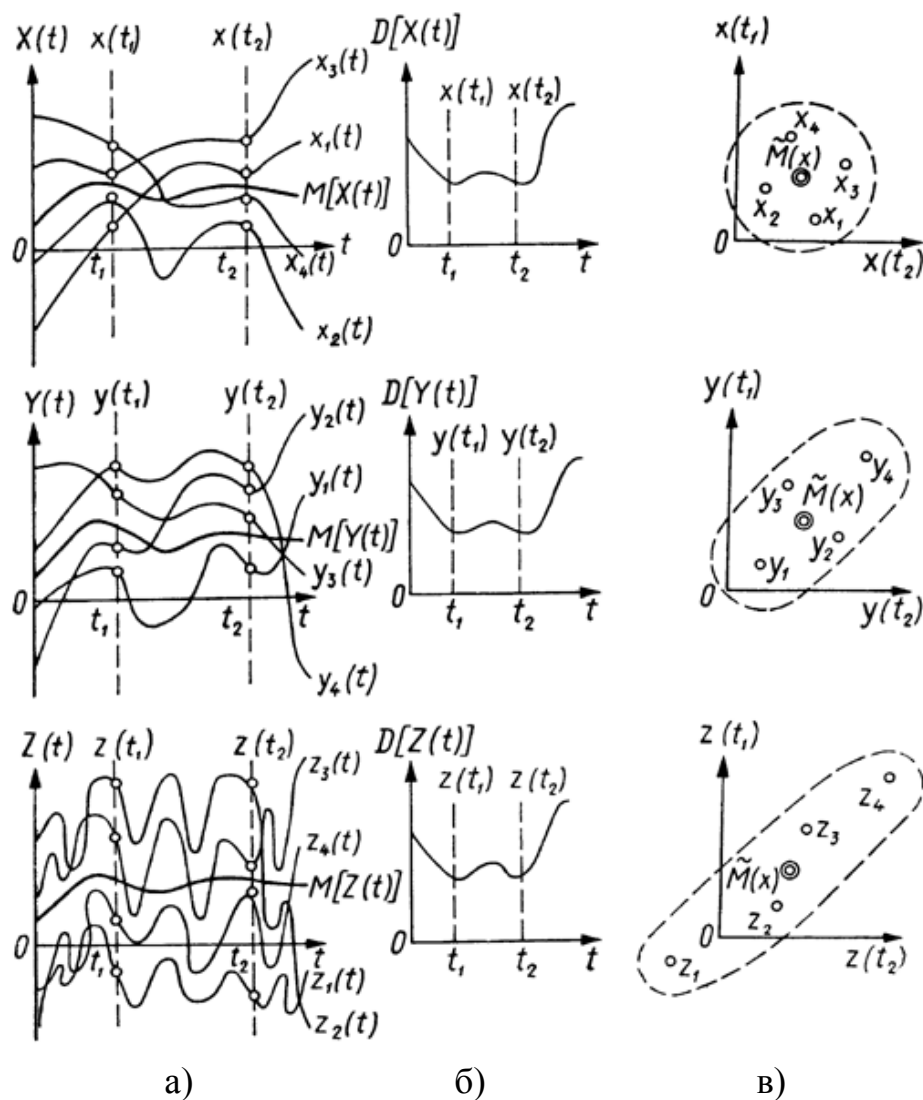 X(t) x(t₁) x(t₂) D[X(t)] x(t₁)
x₃(t) x(t₁) x(t₂)
x₁(t) x₄
M̃(x)
M[X(t)] x₃
x₂ x₁
0 t₁ t₂ t 0 t₁ t₂ t 0
x₄(t) x(t₂)
x₂(t)
Y(t) y(t₁) y(t₂) D[Y(t)] y(t₁)
y₂(t) y(t₁) y(t₂)
y₁(t) y₃ M̃(x) y₄
M[Y(t)] y₂
y₃(t) y₁
0 t₁ t₂ t 0 t₁ t₂ t 0 y(t₂)
y₄(t)
Z(t) z(t₁) z(t₂) D[Z(t)] z(t₁)
z₃(t) z(t₁) z(t₂) z₄
z₄(t) z₃
M[Z(t)] M̃(x)
z₂
0 t₁ t₂ t 0 t₁ t₂ t 0 z(t₂)
z₁(t) z₁
z₂(t)
а) б) в)